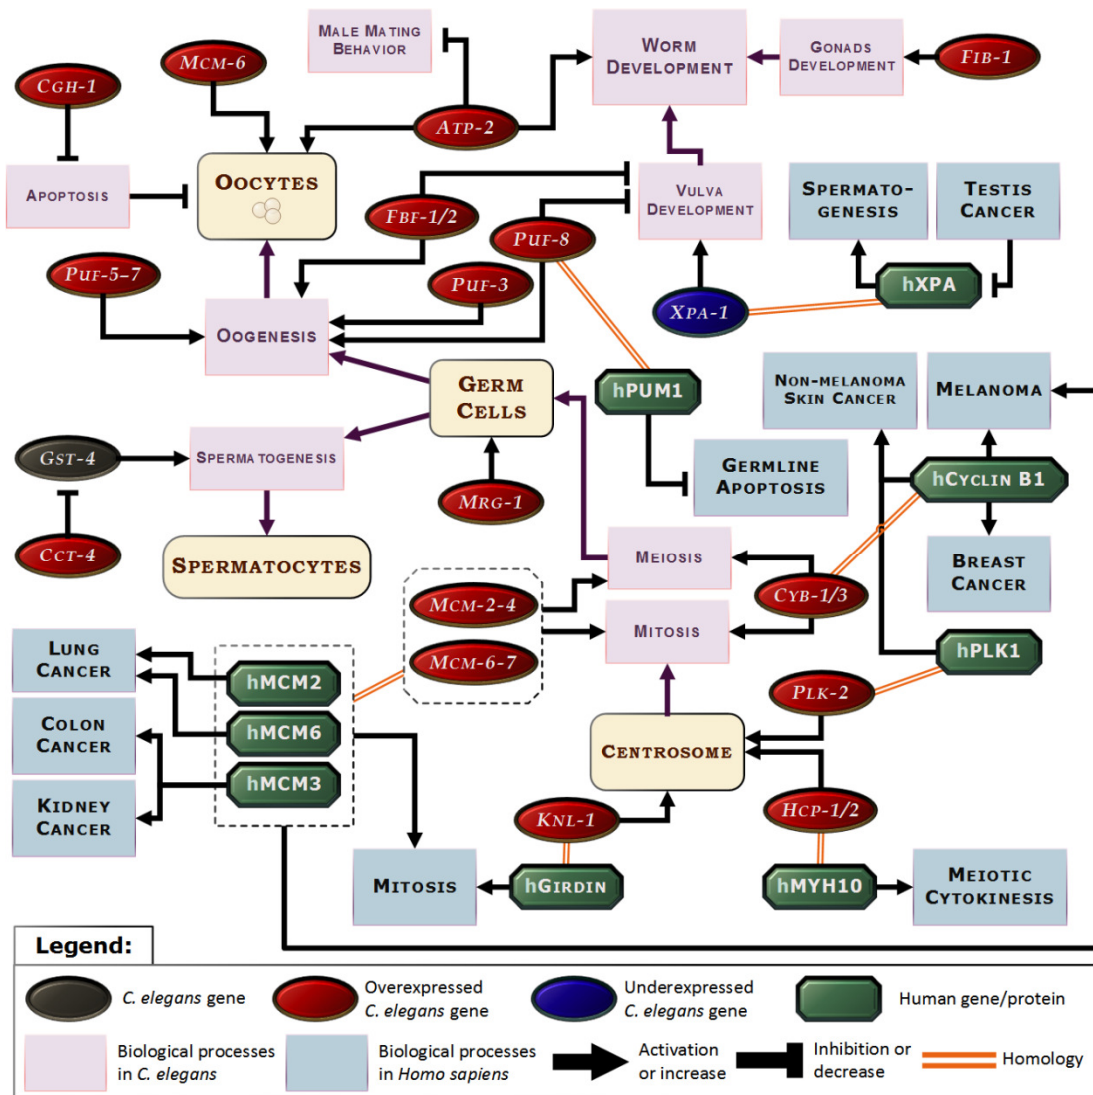 MALE MATING
BEHAVIOR
WORM
DEVELOPMENT
GONADS
DEVELOPMENT
FIB-1
MCM-6
CGH-1
ATP-2
APOPTOSIS
OOCYTES
FBF-1/2
PUF-8
VULVA
DEVELOPMENT
SPERMATO-
GENESIS
TESTIS
CANCER
PUF-5-7
PUF-3
XPA-1
hXPA
OOGENESIS
GERM
CELLS
hPUM1
NON-MELANOMA
SKIN CANCER
MELANOMA
GST-4
SPERMATOGENESIS
MRG-1
GERMLINE
APOPTOSIS
hCYCLIN B1
CCT-4
SPERMATOCYTES
MEIOSIS
BREAST
CANCER
MCM-2-4
CYB-1/3
MITOSIS
MCM-6-7
LUNG
CANCER
hMCM2
hPLK1
PLK-2
COLON
CANCER
hMCM6
CENTROSOME
hMCM3
KIDNEY
CANCER
KNL-1
HCP-1/2
MITOSIS
hGIRDIN
hMYH10
MEIOTIC
CYTOKINESIS
Legend:
C. elegans gene
Overexpressed
C. elegans gene
Underexpressed
C. elegans gene
Human gene/protein
Biological processes
in C. elegans
Biological processes
in Homo sapiens
Activation
or increase
Inhibition or
decrease
Homology